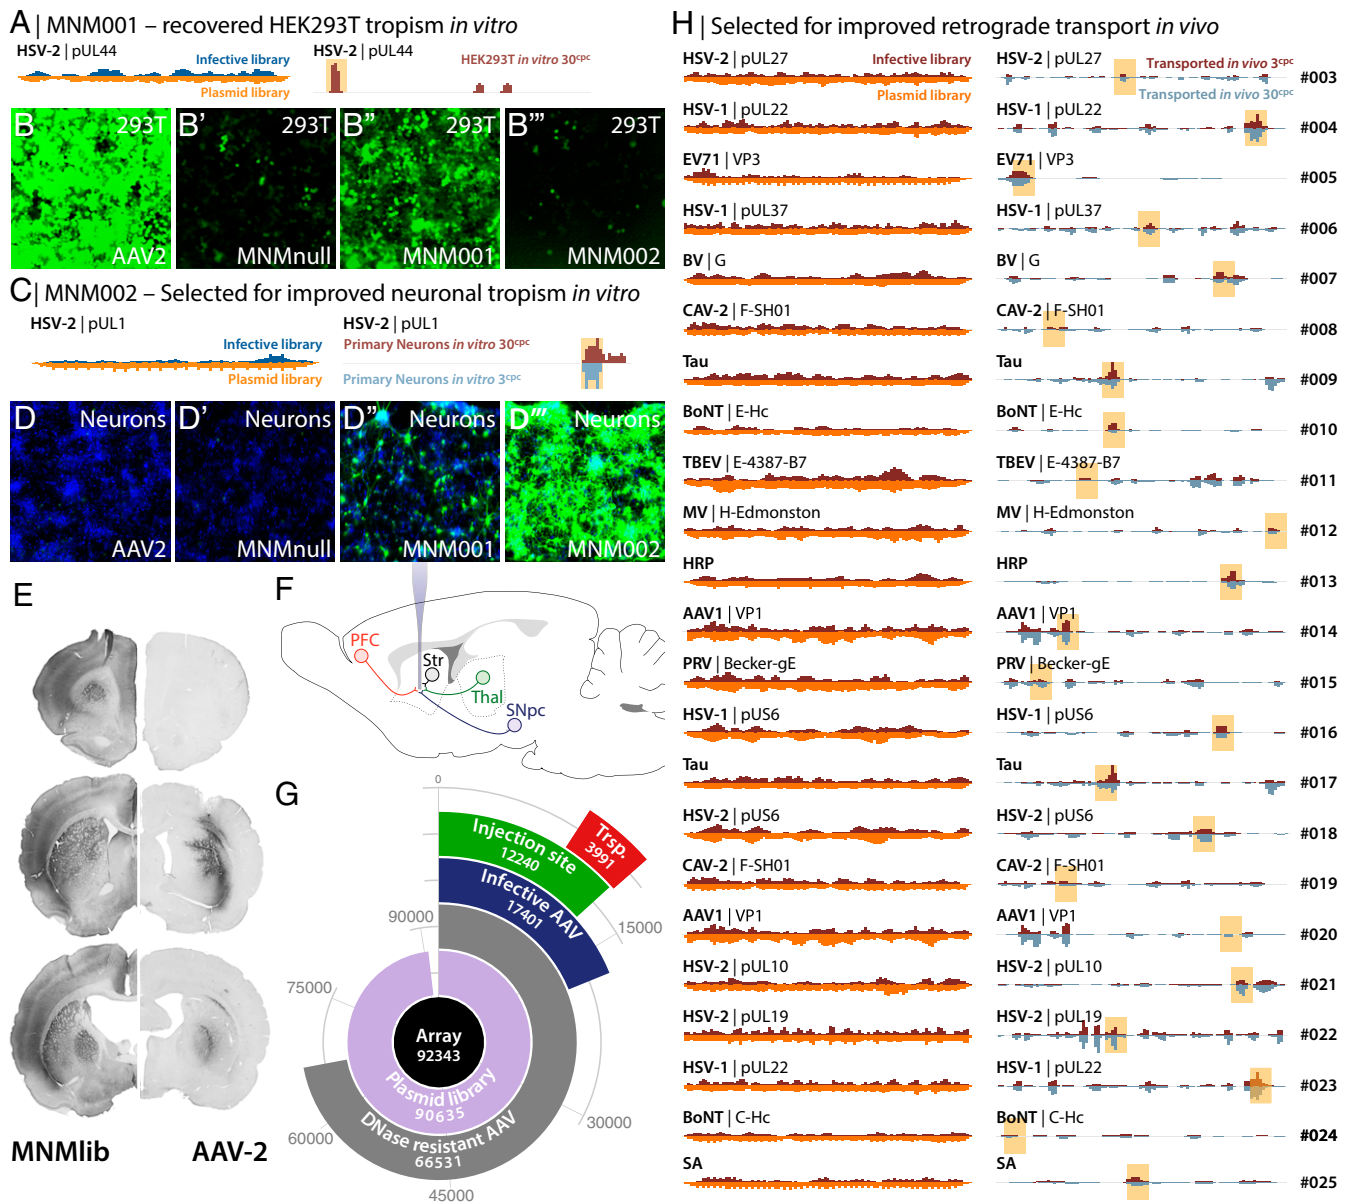 A | MNM001 – recovered HEK293T tropism in vitro
HSV-2 | pUL44
Infective library
Plasmid library
HSV-2 | pUL44
HEK293T in vitro 30cpc
B 293T AAV2
B' 293T MNMnull
B'' 293T MNM001
B''' 293T MNM002
C | MNM002 – Selected for improved neuronal tropism in vitro
HSV-2 | pUL1
Infective library
Plasmid library
HSV-2 | pUL1
Primary Neurons in vitro 30cpc
Primary Neurons in vitro 3cpc
D Neurons AAV2
D' Neurons MNMnull
D'' Neurons MNM001
D''' Neurons MNM002
E
MNMlib
AAV-2
F
PFC
Str
Thal
SNpc
G
0
15000
30000
45000
60000
75000
90000
Trsp.
3991
Injection site
12240
Infective AAV
17401
Array
92343
Plasmid library
90635
DNase resistant AAV
66531
H | Selected for improved retrograde transport in vivo
HSV-2 | pUL27
Infective library
Plasmid library
HSV-2 | pUL27
Transported in vivo 3cpc
Transported in vivo 30cpc
#003
HSV-1 | pUL22 HSV-1 | pUL22 #004
EV71 | VP3 EV71 | VP3 #005
HSV-1 | pUL37 HSV-1 | pUL37 #006
BV | G BV | G #007
CAV-2 | F-SH01 CAV-2 | F-SH01 #008
Tau Tau #009
BoNT | E-Hc BoNT | E-Hc #010
TBEV | E-4387-B7 TBEV | E-4387-B7 #011
MV | H-Edmonston MV | H-Edmonston #012
HRP HRP #013
AAV1 | VP1 AAV1 | VP1 #014
PRV | Becker-gE PRV | Becker-gE #015
HSV-1 | pUS6 HSV-1 | pUS6 #016
Tau Tau #017
HSV-2 | pUS6 HSV-2 | pUS6 #018
CAV-2 | F-SH01 CAV-2 | F-SH01 #019
AAV1 | VP1 AAV1 | VP1 #020
HSV-2 | pUL10 HSV-2 | pUL10 #021
HSV-2 | pUL19 HSV-2 | pUL19 #022
HSV-1 | pUL22 HSV-1 | pUL22 #023
BoNT | C-Hc BoNT | C-Hc #024
SA SA #025